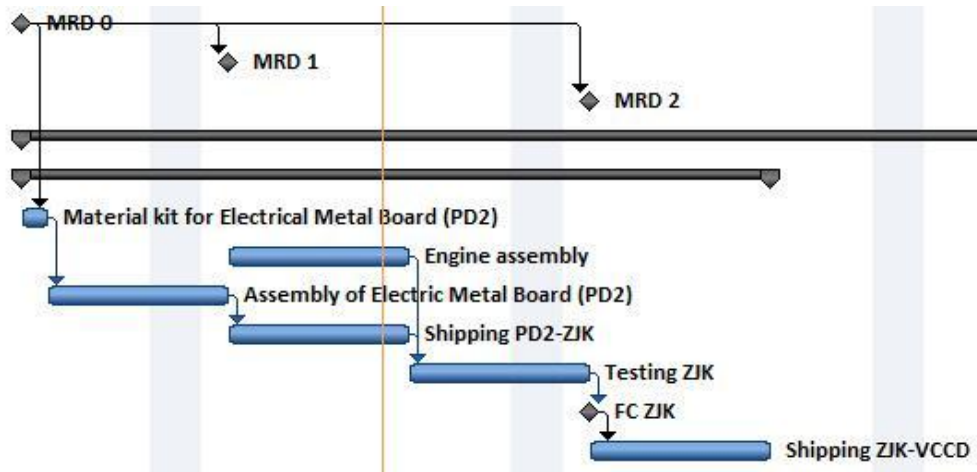 MRD 0
MRD 1
MRD 2
Material kit for Electrical Metal Board (PD2)
Engine assembly
Assembly of Electric Metal Board (PD2)
Shipping PD2-ZJK
Testing ZJK
FC ZJK
Shipping ZJK-VCCD